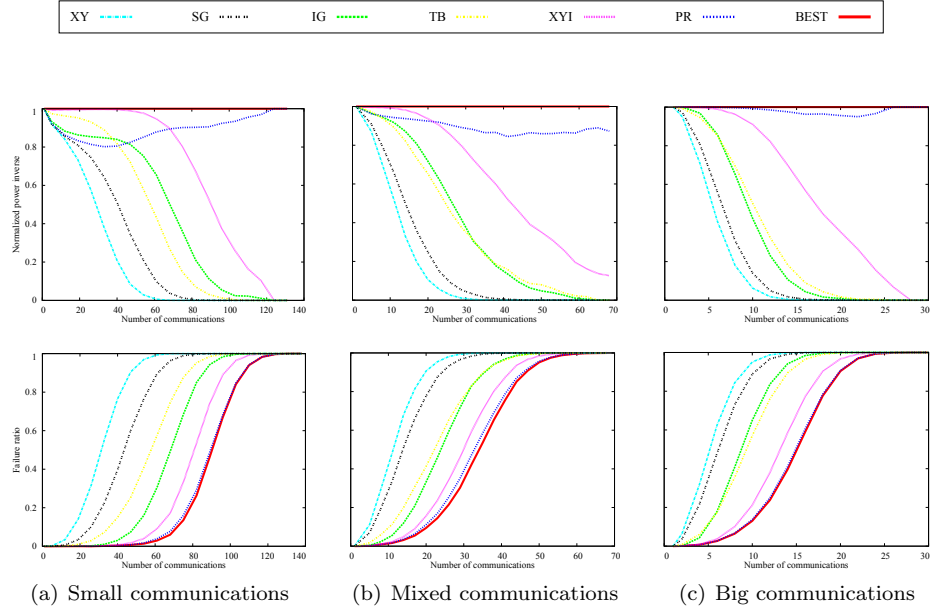 XY SG IG TB XYI PR BEST
Normalized power inverse
1
0.8
0.6
0.4
0.2
0
0 20 40 60 80 100 120 140
Number of communications
0 10 20 30 40 50 60 70 80
Number of communications
0 5 10 15 20 25 30
Number of communications
Failure ratio
1
0.8
0.6
0.4
0.2
0
0 20 40 60 80 100 120 140
Number of communications
0 10 20 30 40 50 60 70
Number of communications
0 5 10 15 20 25 30
Number of communications
(a) Small communications
(b) Mixed communications
(c) Big communications